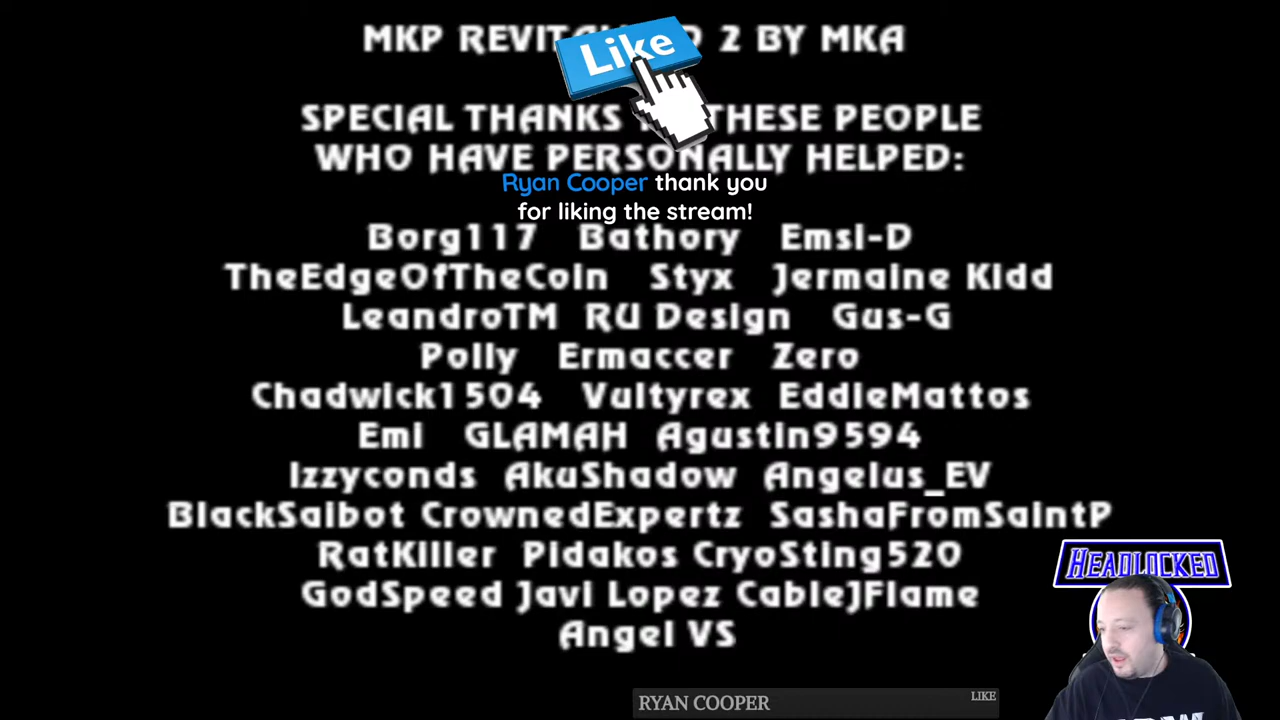 MKP REVITA D 2 BY MKA
Like
SPECIAL THANKS THESE PEOPLE
WHO HAVE PERSONALLY HELPED:
Ryan Cooper thank you
for liking the stream!
Borg117 Bathory Emsi-D
TheEdgeOfTheCoin Styx Jermaine Kidd
LeandroTM RU Design Gus-G
Polly Ermaccer Zero
Chadwick1504 Vultyrex EddieMattos
Emi GLAMAH Agustin9594
Izzyconds AkuShadow Angelus_EV
BlackSaibot CrownedExpertz SashaFromSaintP
RatKiller Pidakos CryoSting520
GodSpeed Javi Lopez CableJFlame
Angel VS
HEADLOCKED
RYAN COOPER LIKE